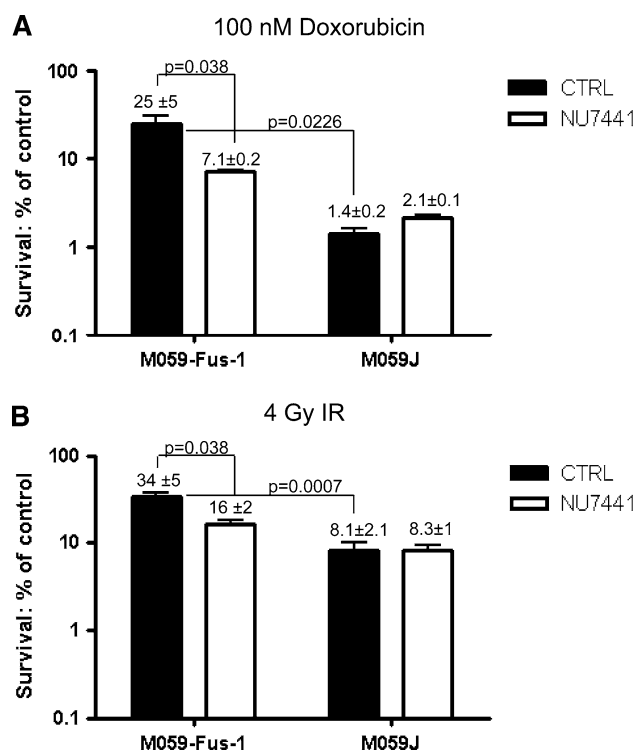 A
100 nM Doxorubicin
100
10
1
0.1
Survival: % of control
p=0.038
25 ±5
p=0.0226
7.1±0.2
1.4±0.2
2.1±0.1
CTRL
NU7441
M059-Fus-1
M059J
B
4 Gy IR
100
10
1
0.1
Survival: % of control
p=0.038
34 ±5
p=0.0007
16 ±2
8.1±2.1
8.3±1
CTRL
NU7441
M059-Fus-1
M059J